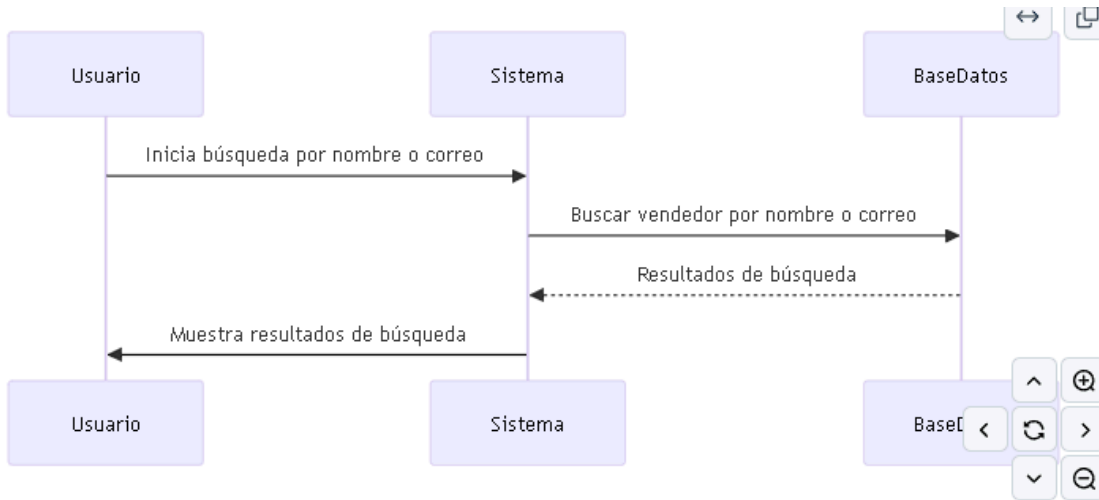 Usuario
Sistema
BaseDatos
Inicia búsqueda por nombre o correo
Buscar vendedor por nombre o correo
Resultados de búsqueda
Muestra resultados de búsqueda
Usuario
Sistema